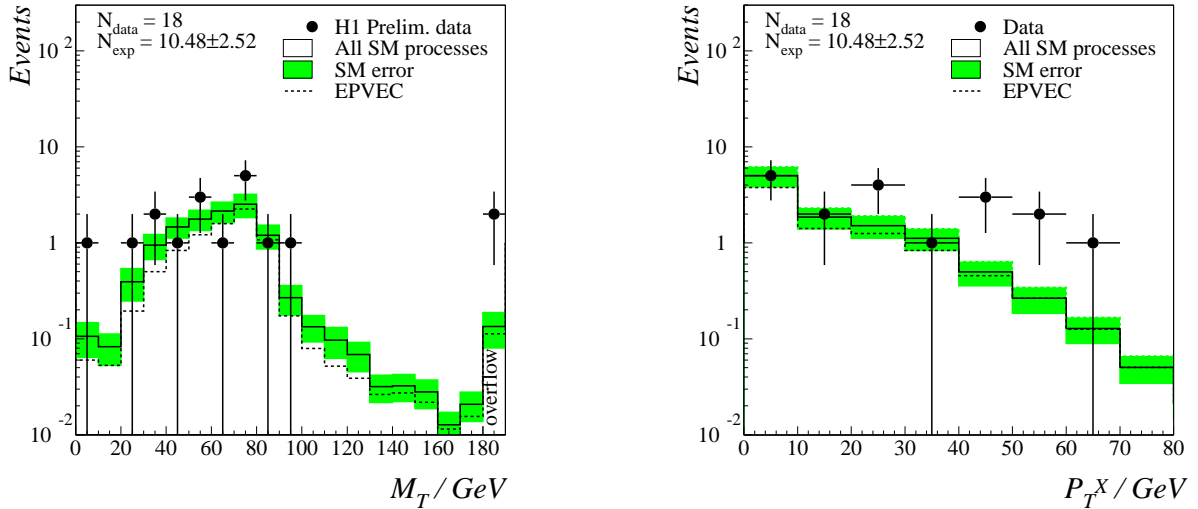 Events
N_data = 18
N_exp = 10.48±2.52
H1 Prelim. data
All SM processes
SM error
EPVEC
10^2
10
1
10^-1
10^-2
overflow
0 20 40 60 80 100 120 140 160 180
M_T / GeV
Events
N_data = 18
N_exp = 10.48±2.52
Data
All SM processes
SM error
EPVEC
10^2
10
1
10^-1
10^-2
0 10 20 30 40 50 60 70 80
P_T^X / GeV